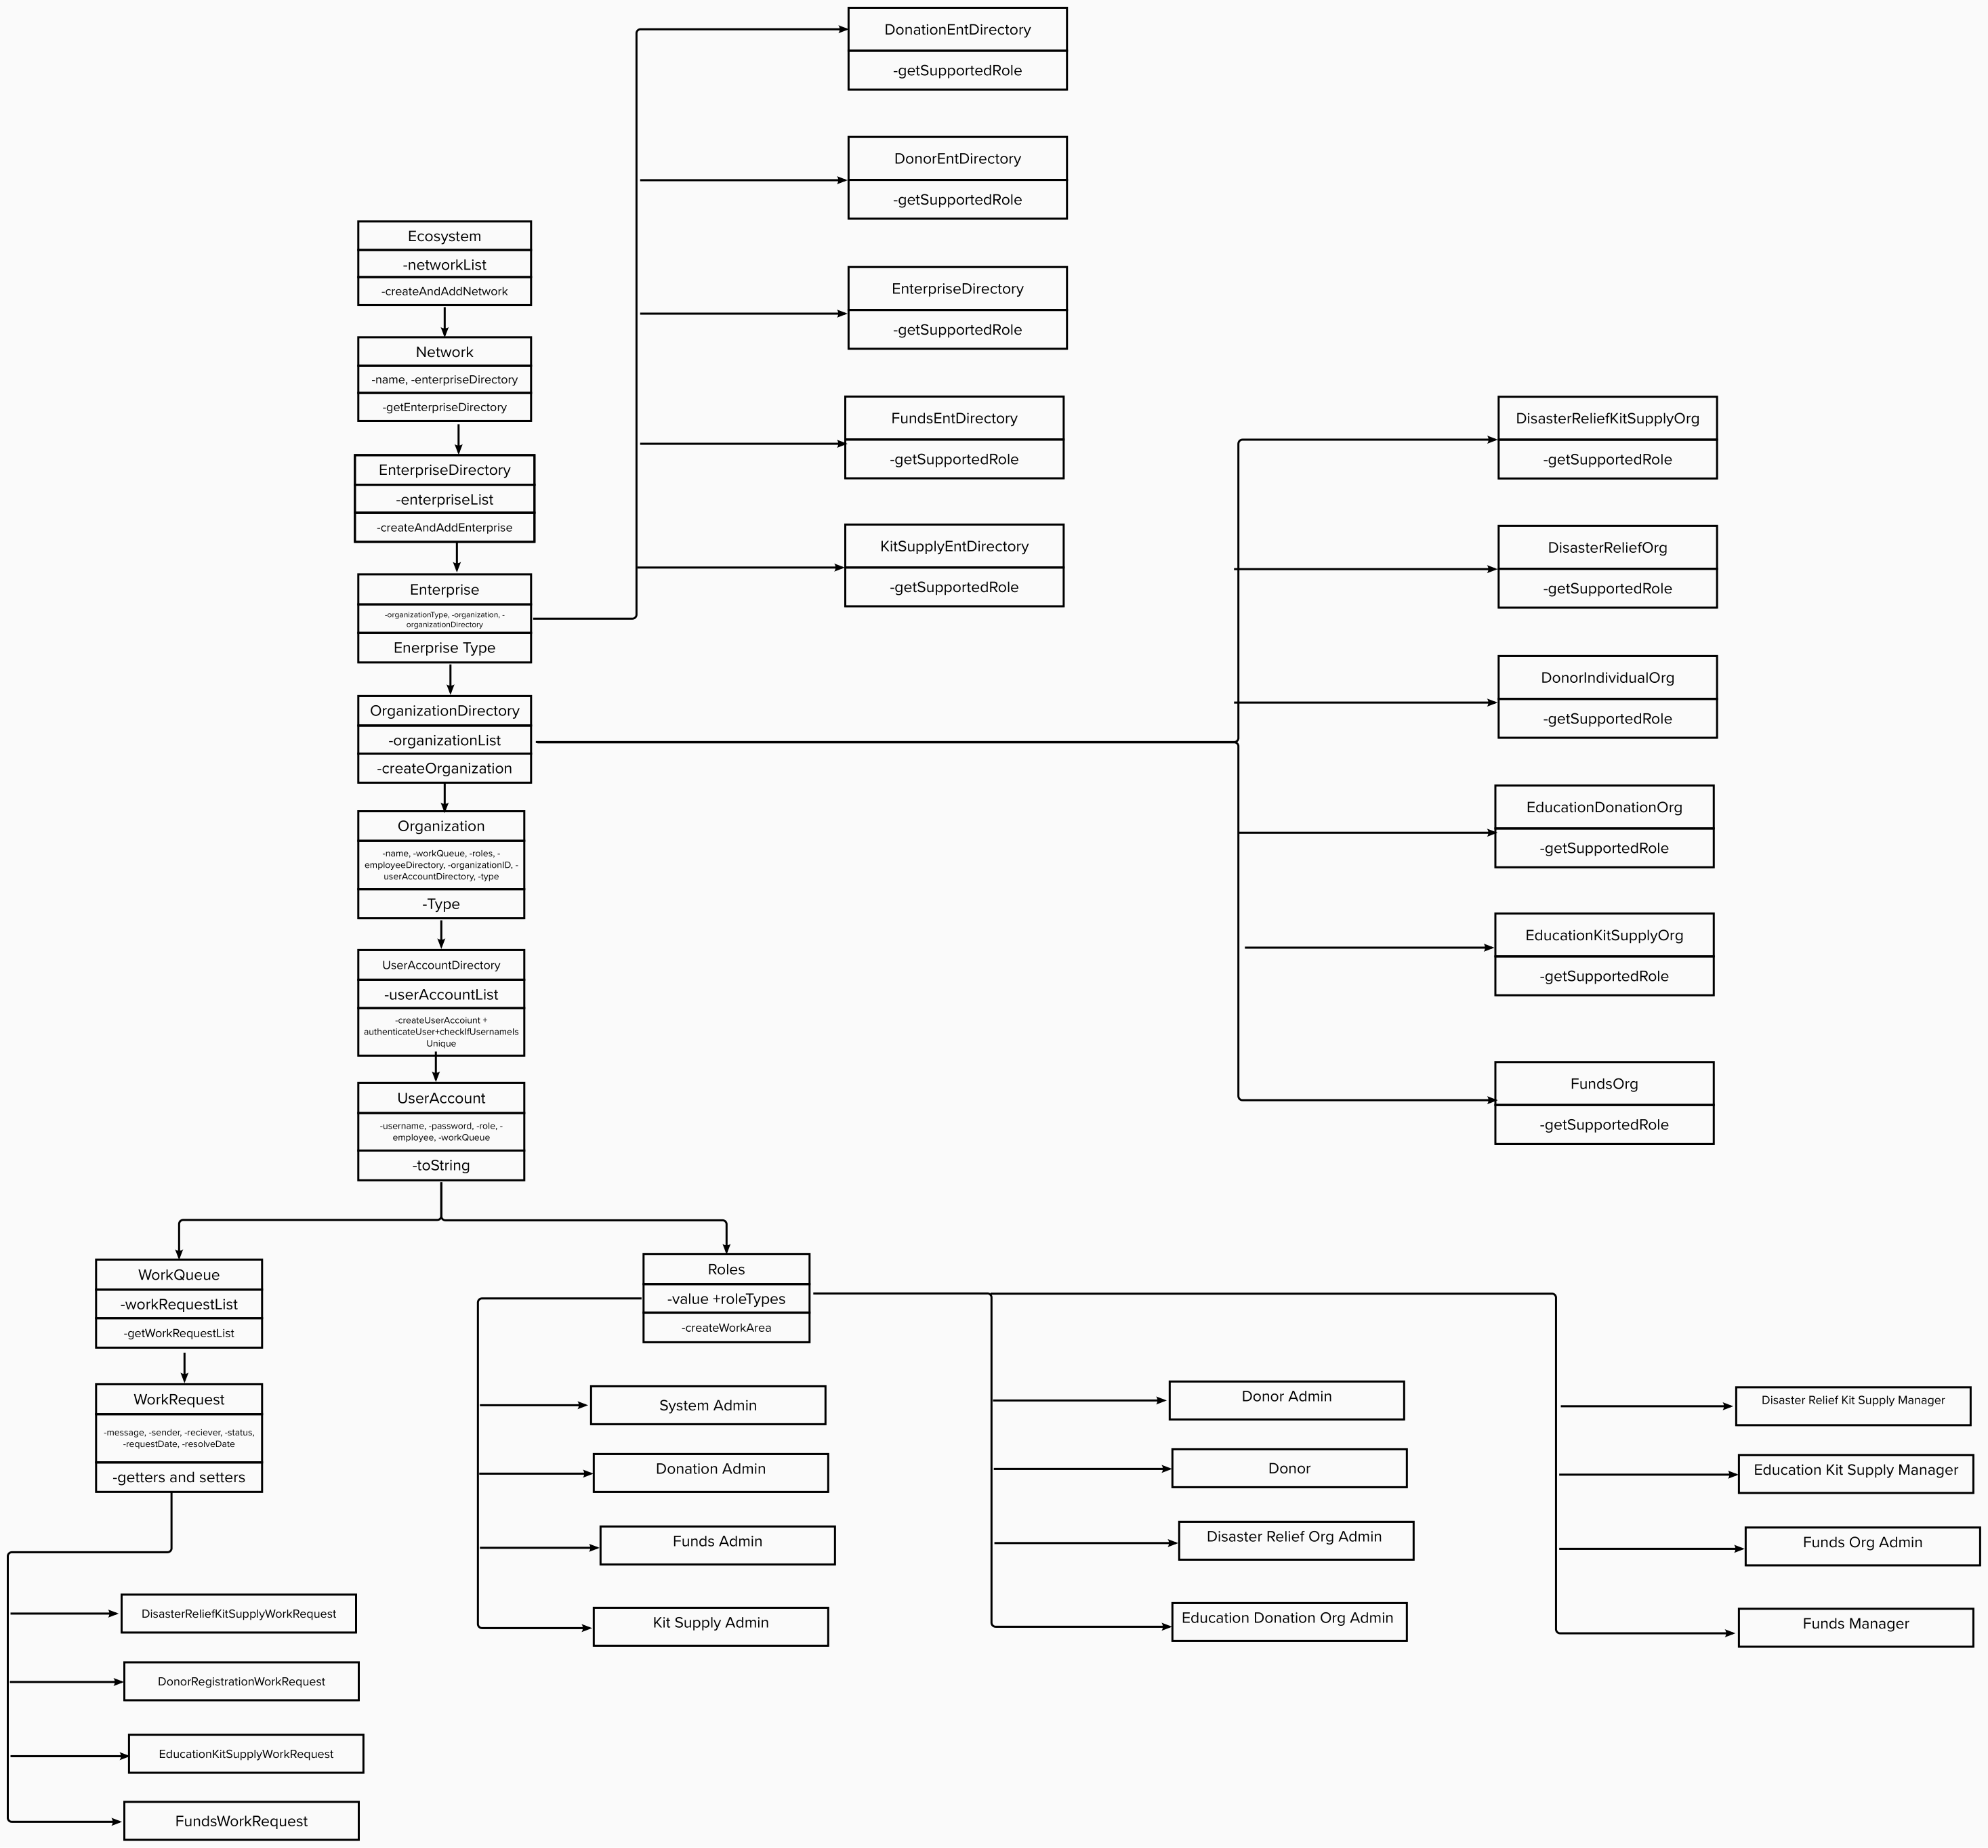 DonationEntDirectory
-getSupportedRole
DonorEntDirectory
-getSupportedRole
EnterpriseDirectory
-getSupportedRole
FundsEntDirectory
-getSupportedRole
KitSupplyEntDirectory
-getSupportedRole
Ecosystem
-networkList
-createAndAddNetwork
Network
-name, -enterpriseDirectory
-getEnterpriseDirectory
EnterpriseDirectory
-enterpriseList
-createAndAddEnterprise
Enterprise
-organizationType, -organization, -
organizationDirectory
Enerprise Type
OrganizationDirectory
-organizationList
-createOrganization
Organization
-name, -workQueue, -roles, -
employeeDirectory, -organizationID, -
userAccountDirectory, -type
-Type
UserAccountDirectory
-userAccountList
-createUserAccoiunt +
authenticateUser+checkIfUsernameIs
Unique
UserAccount
-username, -password, -role, -
employee, -workQueue
-toString
DisasterReliefKitSupplyOrg
-getSupportedRole
DisasterReliefOrg
-getSupportedRole
DonorIndividualOrg
-getSupportedRole
EducationDonationOrg
-getSupportedRole
EducationKitSupplyOrg
-getSupportedRole
FundsOrg
-getSupportedRole
WorkQueue
-workRequestList
-getWorkRequestList
WorkRequest
-message, -sender, -reciever, -status,
-requestDate, -resolveDate
-getters and setters
DisasterReliefKitSupplyWorkRequest
DonorRegistrationWorkRequest
EducationKitSupplyWorkRequest
FundsWorkRequest
Roles
-value +roleTypes
-createWorkArea
System Admin
Donation Admin
Funds Admin
Kit Supply Admin
Donor Admin
Donor
Disaster Relief Org Admin
Education Donation Org Admin
Disaster Relief Kit Supply Manager
Education Kit Supply Manager
Funds Org Admin
Funds Manager